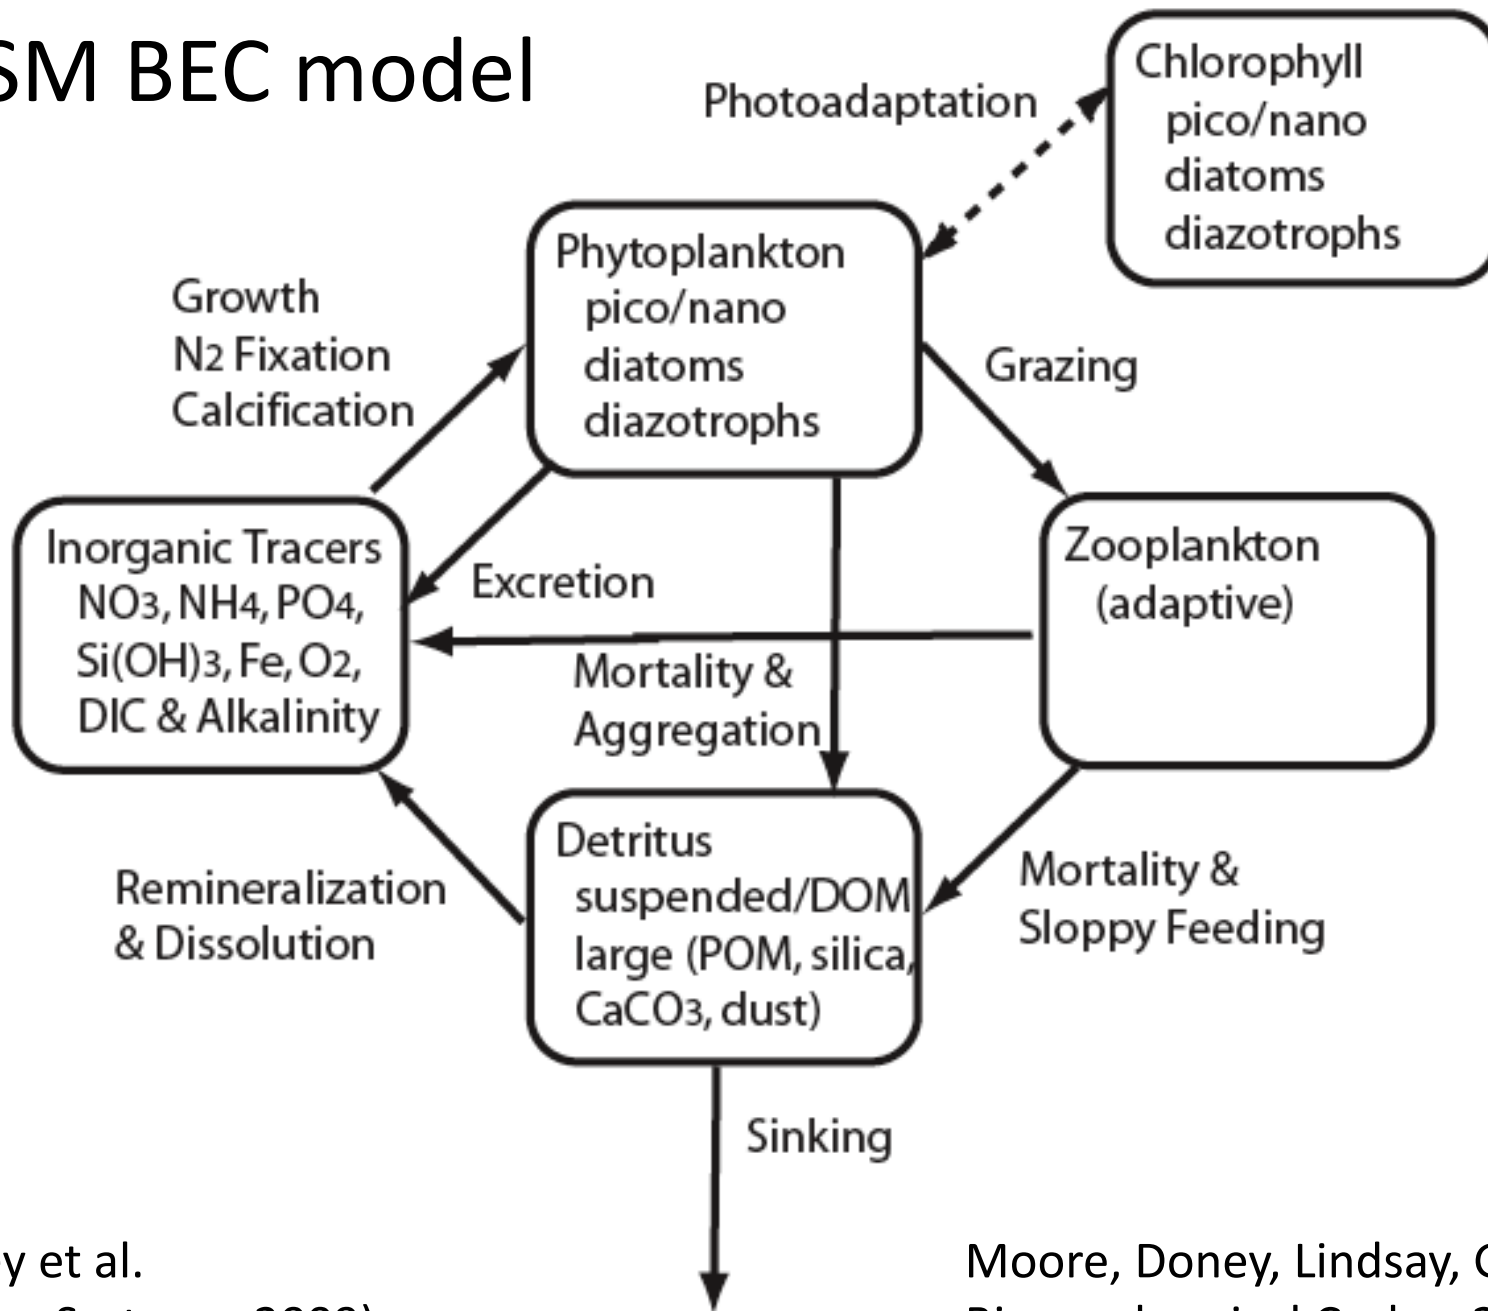 SM BEC model
Photoadaptation
Chlorophyll
pico/nano
diatoms
diazotrophs
Phytoplankton
pico/nano
diatoms
diazotrophs
Growth
N2 Fixation
Calcification
Grazing
Inorganic Tracers
NO3, NH4, PO4,
Si(OH)3, Fe, O2,
DIC & Alkalinity
Excretion
Zooplankton
(adaptive)
Mortality &
Aggregation
Detritus
suspended/DOM
large (POM, silica,
CaCO3, dust)
Remineralization
& Dissolution
Mortality &
Sloppy Feeding
Sinking
y et al.
Moore, Doney, Lindsay,